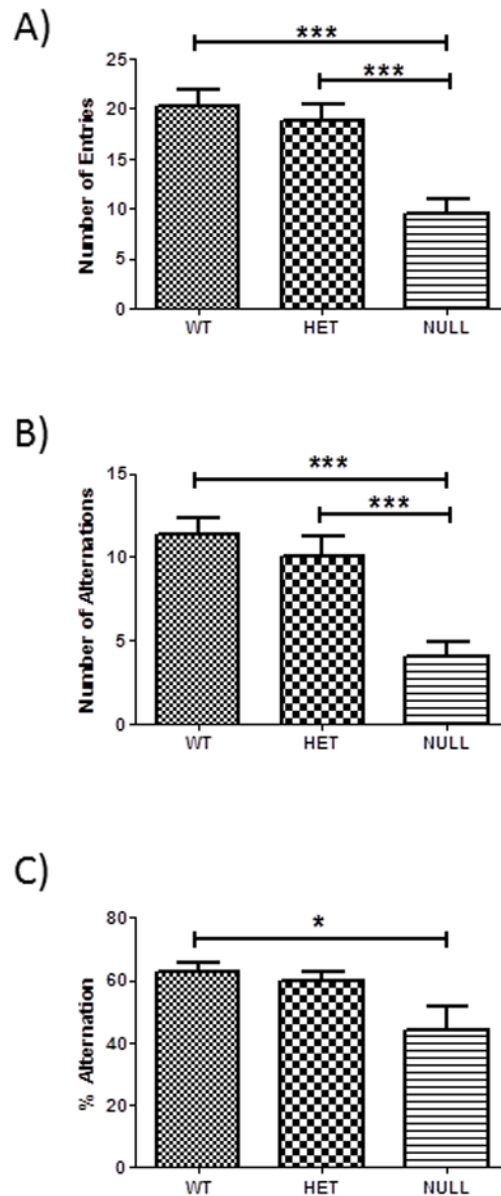 A)
***
***
Number of Entries
25
20
15
10
5
0
WT HET NULL
B)
***
***
Number of Alternations
15
10
5
0
WT HET NULL
C)
*
% Alternation
80
60
40
20
0
WT HET NULL